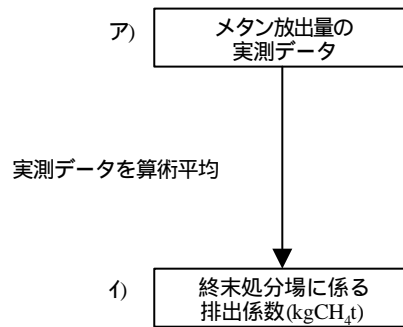 ア)
メタン放出量の
実測データ
実測データを算術平均
イ)
終末処分場に係る
排出係数(kgCH₄t)